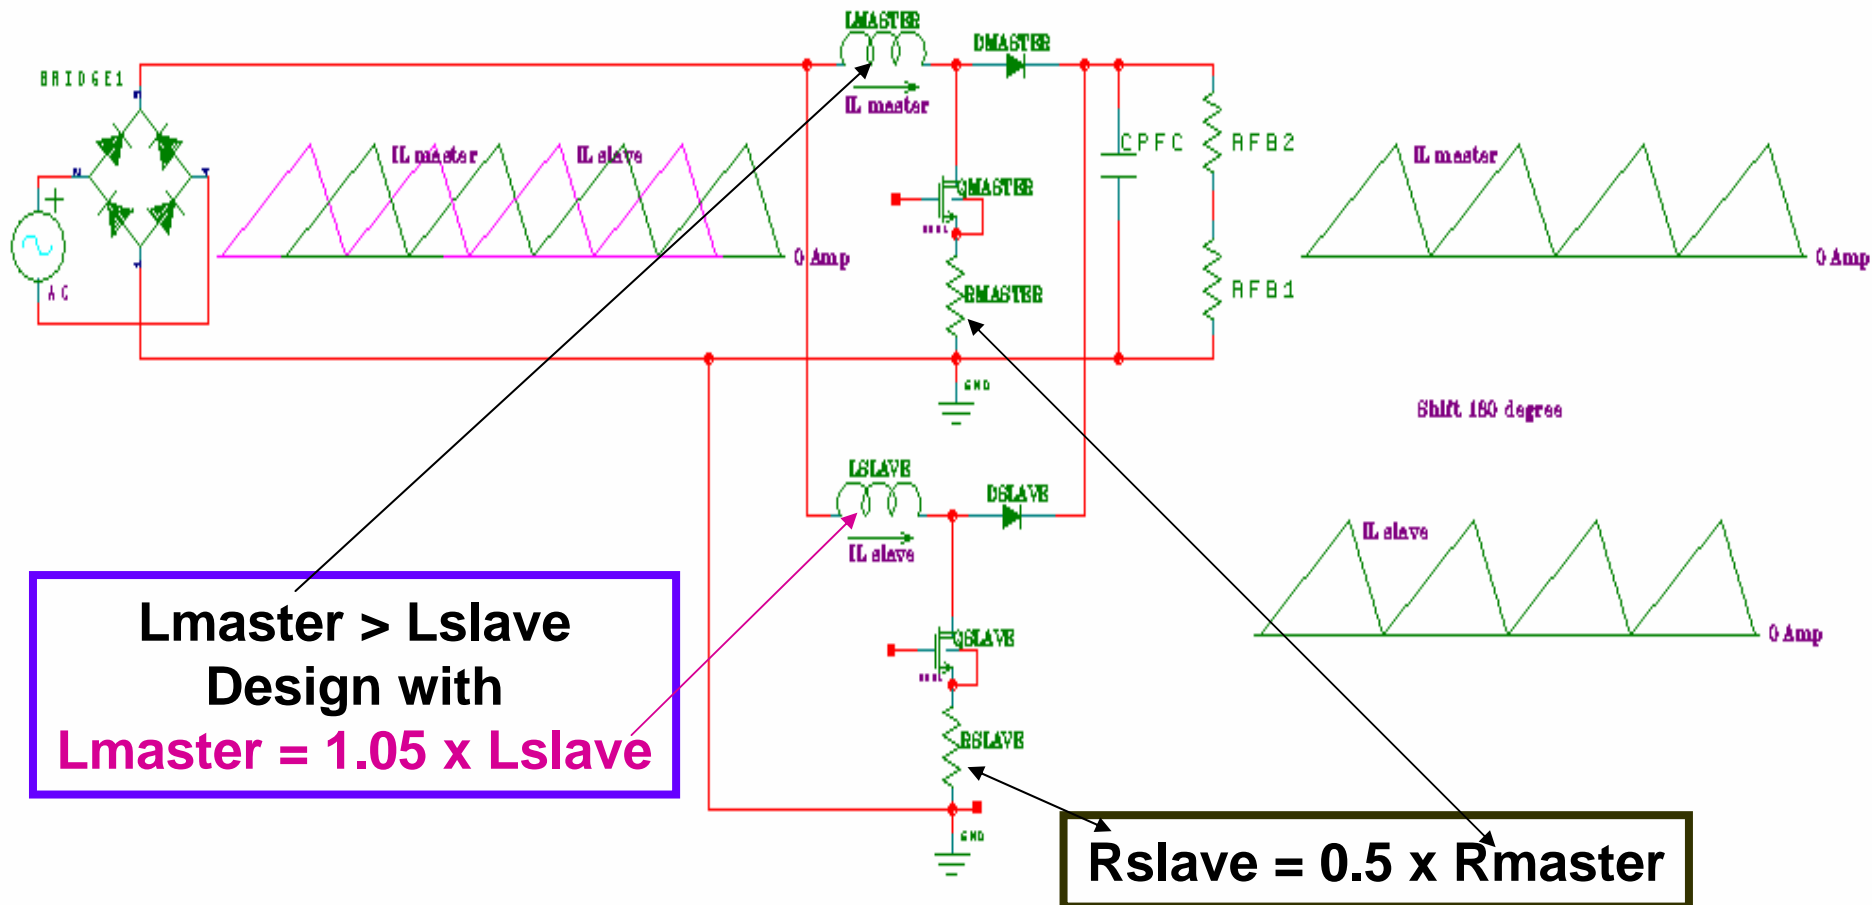 LMASTER
DMASTER
BRIDGE1
IL master
IL master
IL slave
CPFC
RFB2
IL master
QMASTER
0 Amp
0 Amp
RMASTER
RFB1
AC
GND
Shift 180 degree
LSLAVE
DSLAVE
IL slave
IL slave
Lmaster > Lslave
Design with
Lmaster = 1.05 x Lslave
QSLAVE
0 Amp
RSLAVE
GND
Rslave = 0.5 x Rmaster